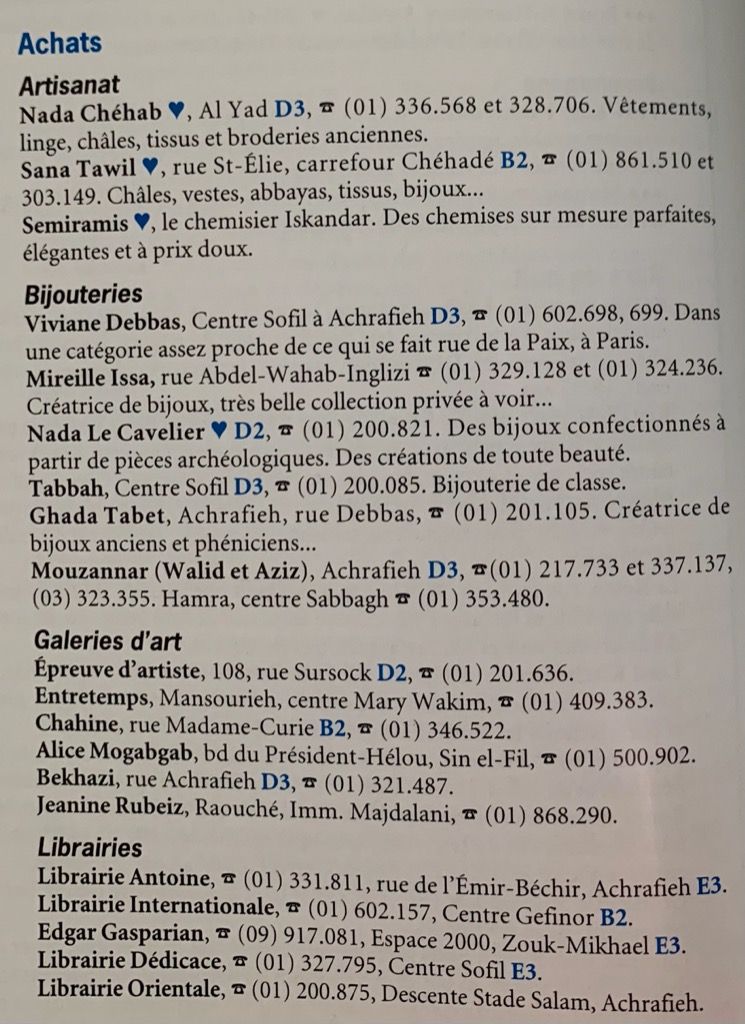 Achats
Artisanat
Nada Chéhab ♥, Al Yad D3, ☎ (01) 336.568 et 328.706. Vêtements,
linge, châles, tissus et broderies anciennes.
Sana Tawil ♥, rue St-Élie, carrefour Chéhadé B2, ☎ (01) 861.510 et
303.149. Châles, vestes, abbayas, tissus, bijoux...
Semiramis ♥, le chemisier Iskandar. Des chemises sur mesure parfaites,
élégantes et à prix doux.
Bijouteries
Viviane Debbas, Centre Sofil à Achrafieh D3, ☎ (01) 602.698, 699. Dans
une catégorie assez proche de ce qui se fait rue de la Paix, à Paris.
Mireille Issa, rue Abdel-Wahab-Inglizi ☎ (01) 329.128 et (01) 324.236.
Créatrice de bijoux, très belle collection privée à voir...
Nada Le Cavelier ♥ D2, ☎ (01) 200.821. Des bijoux confectionnés à
partir de pièces archéologiques. Des créations de toute beauté.
Tabbah, Centre Sofil D3, ☎ (01) 200.085. Bijouterie de classe.
Ghada Tabet, Achrafieh, rue Debbas, ☎ (01) 201.105. Créatrice de
bijoux anciens et phéniciens...
Mouzannar (Walid et Aziz), Achrafieh D3, ☎(01) 217.733 et 337.137,
(03) 323.355. Hamra, centre Sabbagh ☎ (01) 353.480.
Galeries d'art
Épreuve d'artiste, 108, rue Sursock D2, ☎ (01) 201.636.
Entretemps, Mansourieh, centre Mary Wakim, ☎ (01) 409.383.
Chahine, rue Madame-Curie B2, ☎ (01) 346.522.
Alice Mogabgab, bd du Président-Hélou, Sin el-Fil, ☎ (01) 500.902.
Bekhazi, rue Achrafieh D3, ☎ (01) 321.487.
Jeanine Rubeiz, Raouché, Imm. Majdalani, ☎ (01) 868.290.
Librairies
Librairie Antoine, ☎ (01) 331.811, rue de l'Émir-Béchir, Achrafieh E3.
Librairie Internationale, ☎ (01) 602.157, Centre Gefinor B2.
Edgar Gasparian, ☎ (09) 917.081, Espace 2000, Zouk-Mikhael E3.
Librairie Dédicace, ☎ (01) 327.795, Centre Sofil E3.
Librairie Orientale, ☎ (01) 200.875, Descente Stade Salam, Achrafieh.